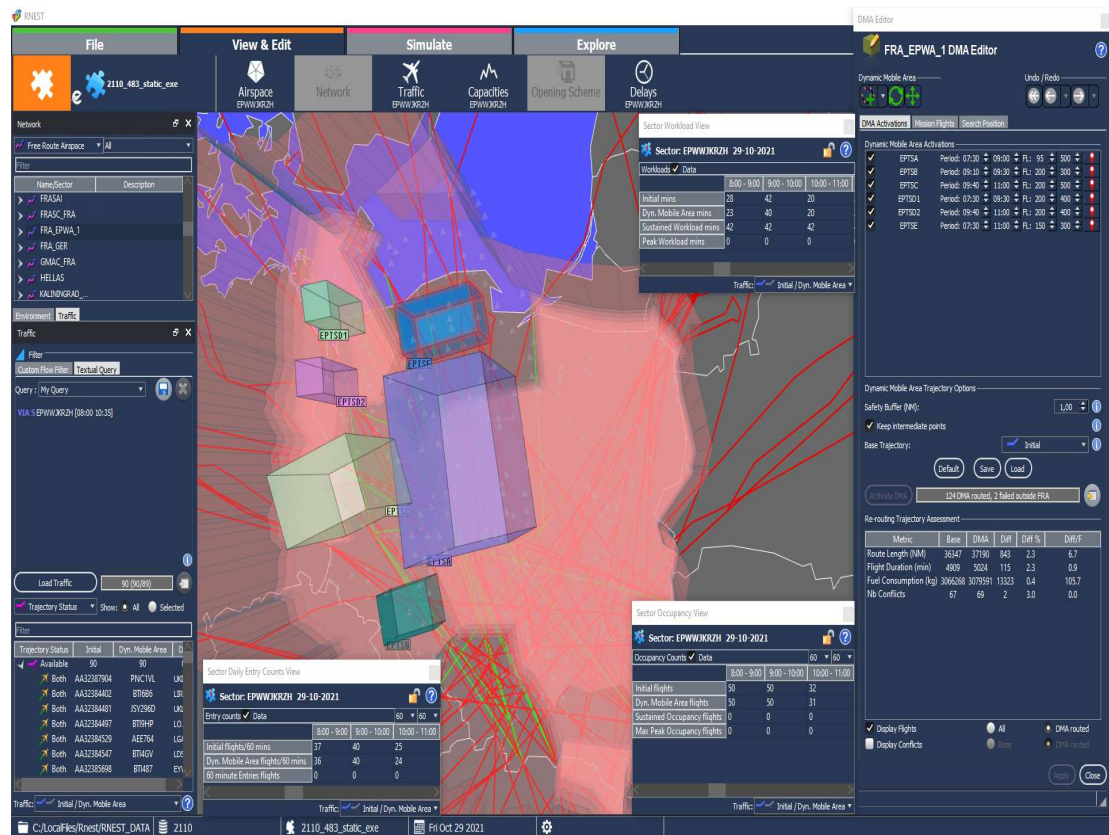 RNEST
File View & Edit Simulate Explore
2110_483_static_exe
Airspace EPWWJKRZH
Network
Traffic EPWWJKRZH
Capacities EPWWJKRZH
Opening Scheme
Delays EPWWJKRZH
Network
Free Route Airspace All
Filter
Name/Sector Description
FRASAI
FRASC_FRA
FRA_EPWA_1
FRA_GER
GMAC_FRA
HELLAS
KALININGRAD_...
Environment Traffic
Traffic
Filter
Custom Flow Filter Textual Query
Query : My Query
VIA S EPWWJKRZH [08:00 10:35]
Load Traffic 90 (90/89)
Trajectory Status Show: All Selected
Filter
Trajectory Status Initial Dyn. Mobile Area D
Available 90 90
Both AA32387904 PNC1VL UKL
Both AA32384402 BTI6B6 LIR
Both AA32384481 JSY296D UKL
Both AA32384497 BTI9HP LO.
Both AA32384529 AEE764 LGA
Both AA32384547 BTI4GV LDS
Both AA32385698 BTI487 EYV
Traffic: Initial / Dyn. Mobile Area
EPTSD1
EPTSE
EPTSD2
EPTSA
Sector Workload View
Sector: EPWWJKRZH 29-10-2021
Workloads Data
8:00 - 9:00 9:00 - 10:00 10:00 - 11:00
Initial mins 28 42 20
Dyn. Mobile Area mins 23 40 20
Sustained Workload mins 42 42 42
Peak Workload mins 0 0 0
Traffic: Initial / Dyn. Mobile Area
Sector Daily Entry Counts View
Sector: EPWWJKRZH 29-10-2021
Entry counts Data 60 60
8:00 - 9:00 9:00 - 10:00 10:00 - 11:00
Initial flights/60 mins 37 40 25
Dyn. Mobile Area flights/60 mins 36 40 24
60 minute Entries flights 0 0 0
Traffic: Initial / Dyn. Mobile Area
Sector Occupancy View
Sector: EPWWJKRZH 29-10-2021
Occupancy Counts Data 60 60
8:00 - 9:00 9:00 - 10:00 10:00 - 11:00
Initial flights 50 50 32
Dyn. Mobile Area flights 50 50 31
Sustained Occupancy flights 0 0 0
Max Peak Occupancy flights 0 0 0
Traffic: Initial / Dyn. Mobile Area
DMA Editor
FRA_EPWA_1 DMA Editor
Dynamic Mobile Area Undo / Redo
DMA Activations Mission Flights Search Position
Dynamic Mobile Area Activations
EPTSA Period: 07:30 09:00 FL: 95 500
EPTSB Period: 09:10 09:30 FL: 200 300
EPTSC Period: 09:40 11:00 FL: 200 500
EPTSD1 Period: 07:30 09:30 FL: 200 400
EPTSD2 Period: 09:40 11:00 FL: 200 400
EPTSE Period: 07:30 11:00 FL: 150 300
Dynamic Mobile Area Trajectory Options
Safety Buffer (NM): 1,00
Keep intermediate points
Base Trajectory: Initial
Default Save Load
Activate DMA 124 DMA routed, 2 failed outside FRA
Re-routing Trajectory Assessment
Metric Base DMA Diff Diff % Diff/F
Route Length (NM) 36347 37190 843 2.3 6.7
Flight Duration (min) 4909 5024 115 2.3 0.9
Fuel Consumption (kg) 3066268 3079591 13323 0.4 105.7
Nb Conflicts 67 69 2 3.0 0.0
Display Flights All DMA routed
Display Conflicts Base DMA routed
Apply Close
C:/LocalFiles/Rnest/RNEST_DATA 2110 2110_483_static_exe Fri Oct 29 2021